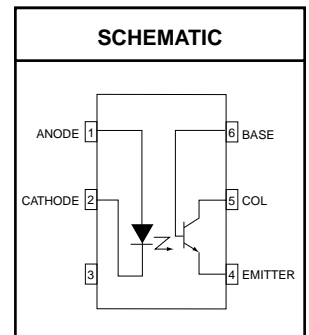 SCHEMATIC
ANODE 1
6 BASE
CATHODE 2
5 COL
3
4 EMITTER